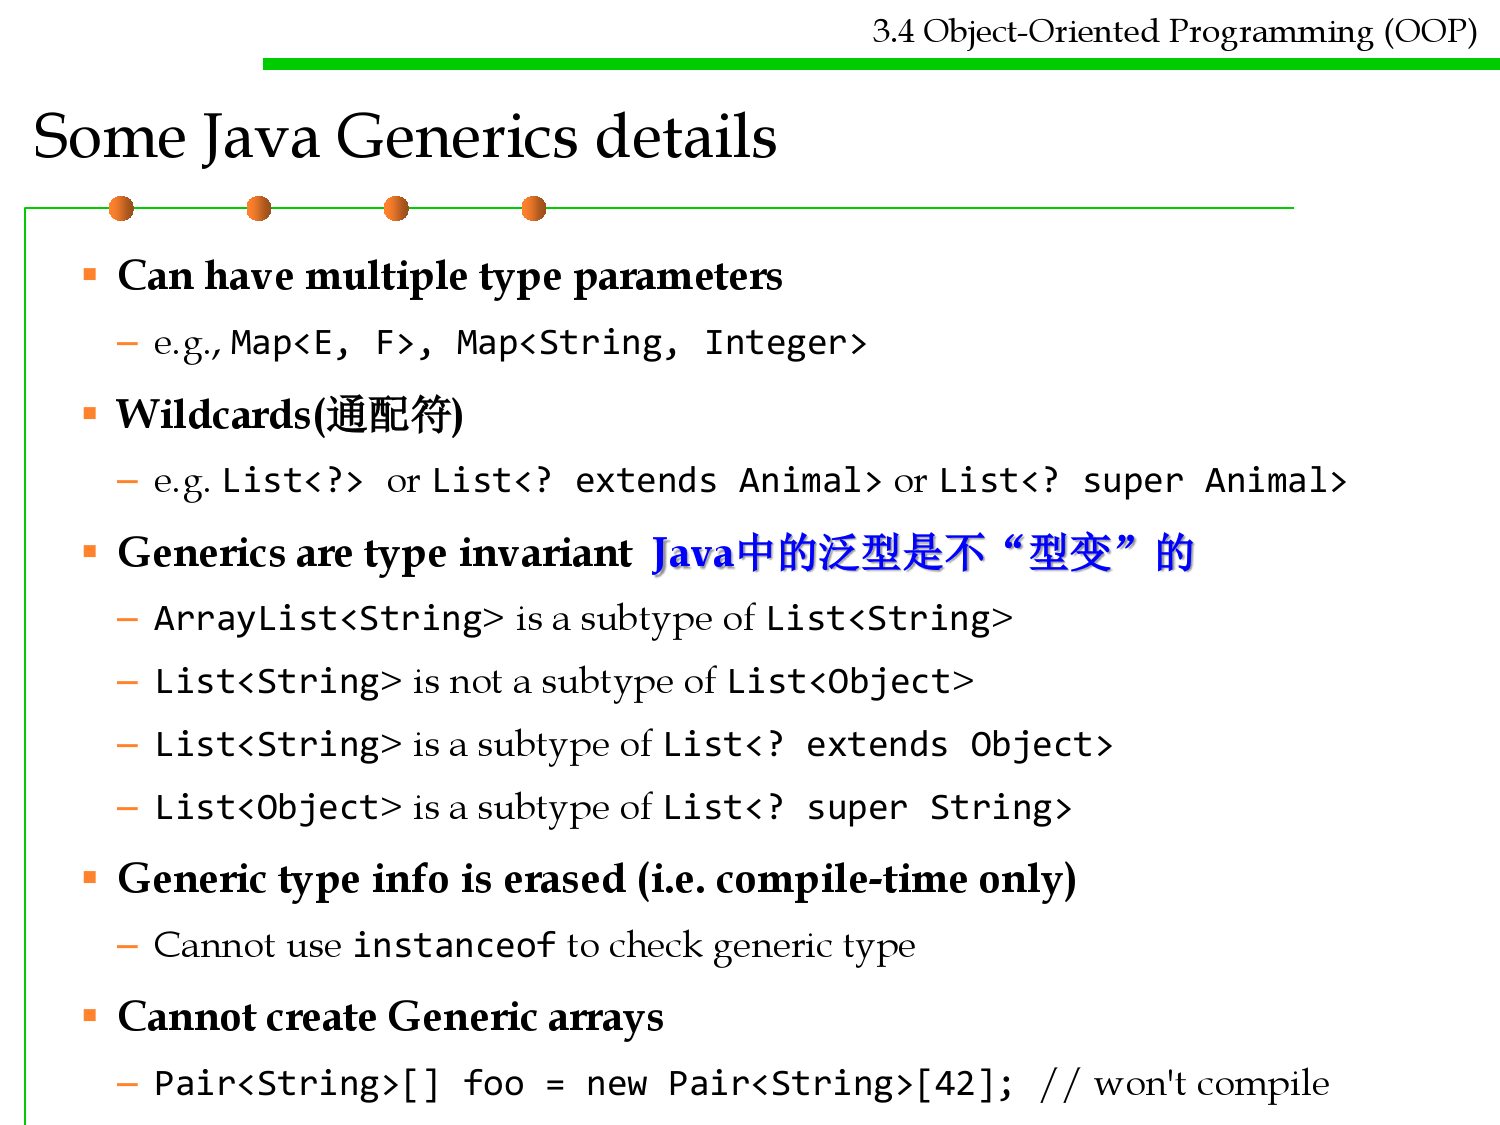 3.4 Object-Oriented Programming (OOP)
Some Java Generics details
▪ Can have multiple type parameters
– e.g., Map<E, F>, Map<String, Integer>
▪ Wildcards(通配符)
– e.g. List<?> or List<? extends Animal> or List<? super Animal>
▪ Generics are type invariant Java中的泛型是不“型变”的
– ArrayList<String> is a subtype of List<String>
– List<String> is not a subtype of List<Object>
– List<String> is a subtype of List<? extends Object>
– List<Object> is a subtype of List<? super String>
▪ Generic type info is erased (i.e. compile-time only)
– Cannot use instanceof to check generic type
▪ Cannot create Generic arrays
– Pair<String>[] foo = new Pair<String>[42]; // won't compile